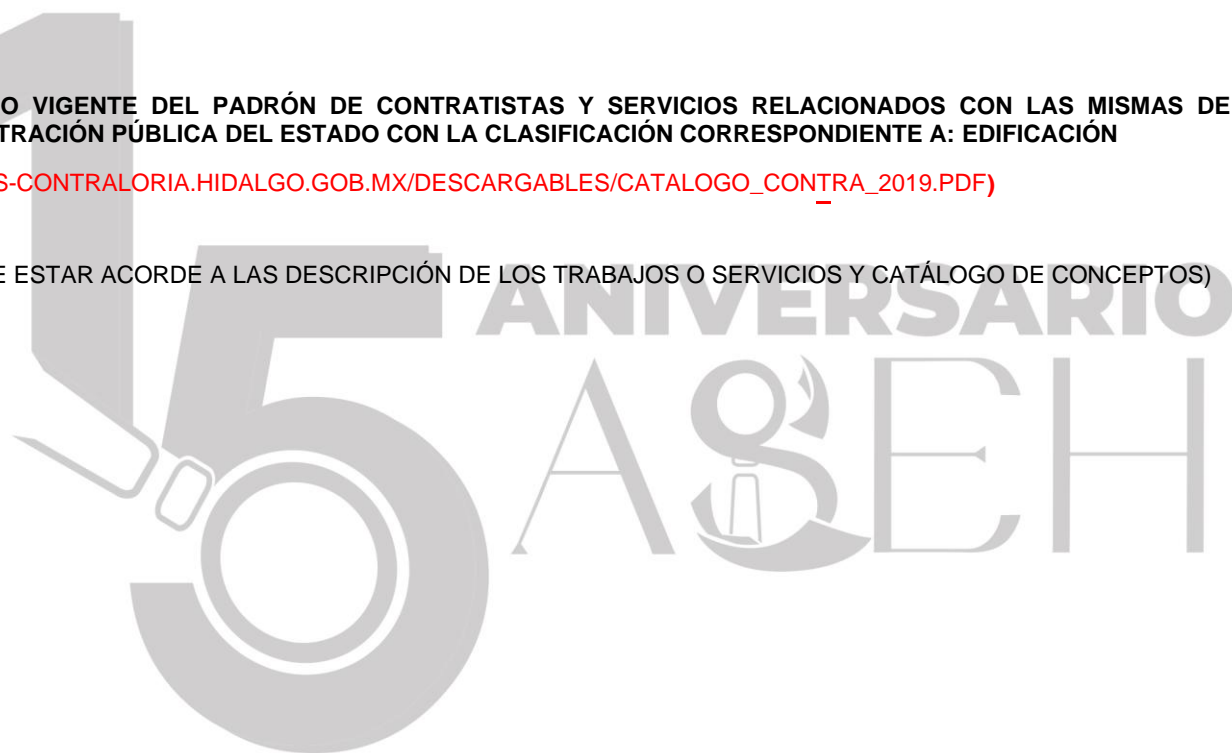 O VIGENTE DEL PADRÓN DE CONTRATISTAS Y SERVICIOS RELACIONADOS CON LAS MISMAS DE
TRACIÓN PÚBLICA DEL ESTADO CON LA CLASIFICACIÓN CORRESPONDIENTE A: EDIFICACIÓN
S-CONTRALORIA.HIDALGO.GOB.MX/DESCARGABLES/CATALOGO_CONTRA_2019.PDF)
E ESTAR ACORDE A LAS DESCRIPCIÓN DE LOS TRABAJOS O SERVICIOS Y CATÁLOGO DE CONCEPTOS)
15 ANIVERSARIO
ASEH